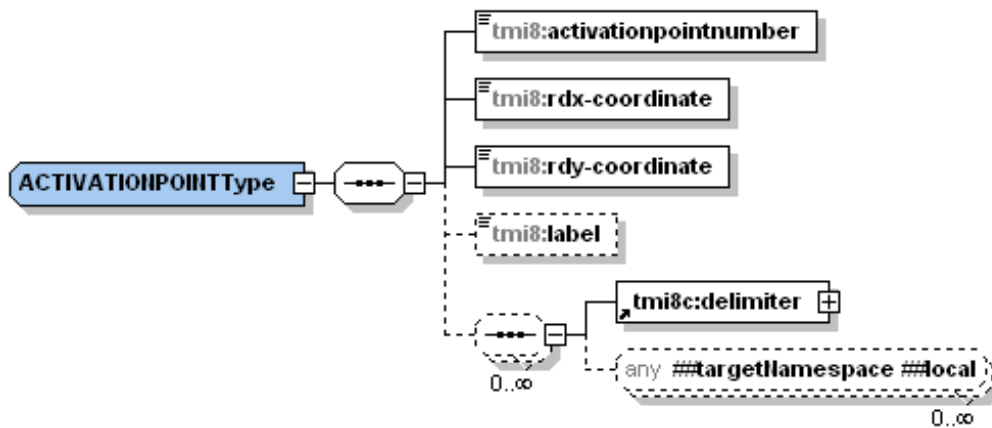 tmi8:activationpointnumber
tmi8:rdx-coordinate
tmi8:rdy-coordinate
ACTIVATIONPOINTType
tmi8:label
tmi8c:delimiter
any ##targetNamespace ##local
0..∞
0..∞